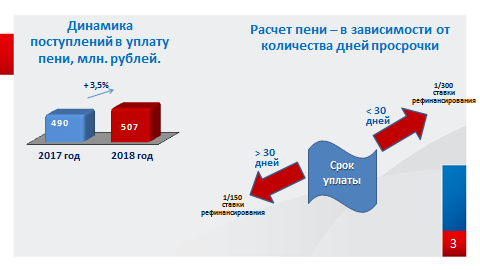 Динамика
поступлений в уплату
пени, млн. рублей.
+ 3,5%
490
507
2017 год
2018 год
Расчет пени – в зависимости от
количества дней просрочки
1/300
ставки
рефинансирования
< 30
дней
> 30
дней
Срок
уплаты
1/150
ставки
рефинансирования
3